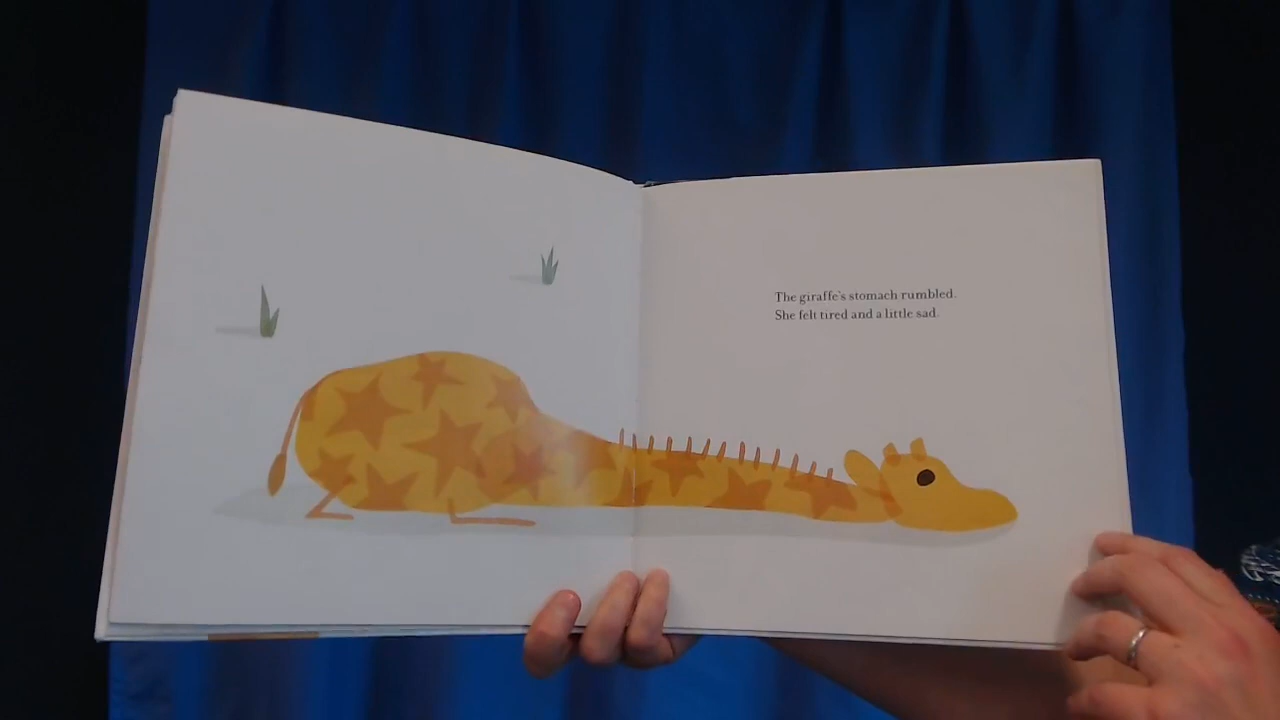 The giraffe's stomach rumbled.
She felt tired and a little sad.